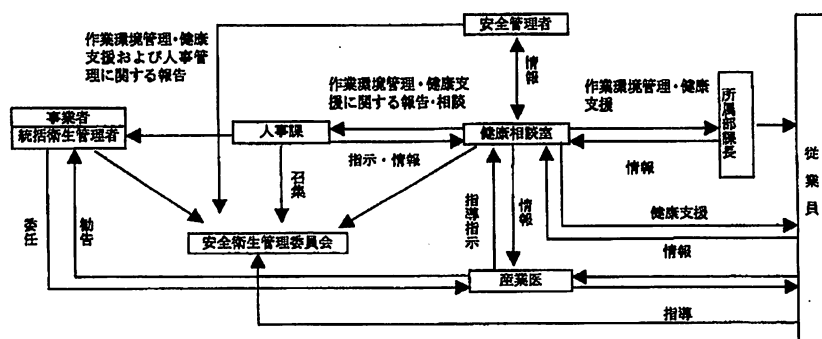 安全管理者
作業環境管理・健康
支援および人事管
理に関する報告
情報
作業環境管理・健康支
援に関する報告・相談
作業環境管理・健康
支援
所属部課長
従業員
事業者
統括衛生管理者
人事課
健康相談室
指示・情報
情報
召集
委任
勧告
指導指示
情報
健康支援
情報
安全衛生管理委員会
産業医
指導